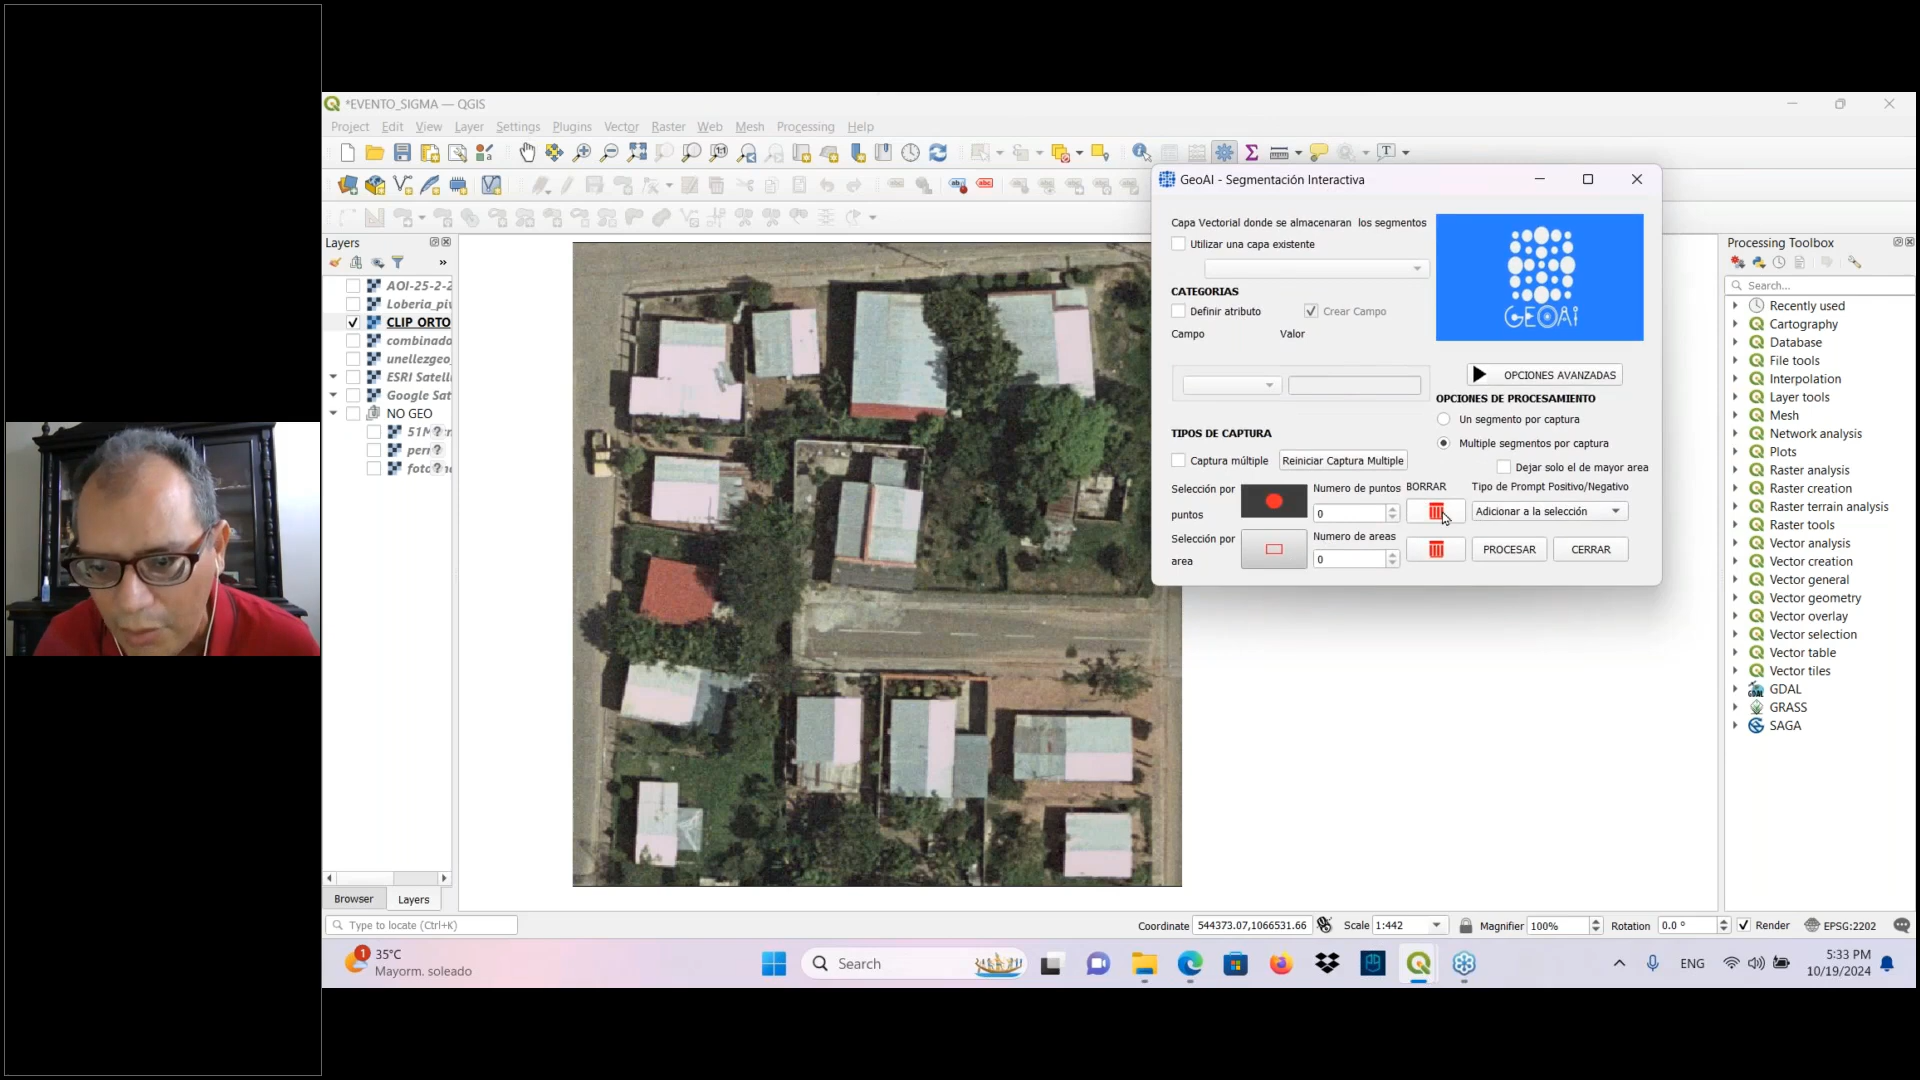 *EVENTO_SIGMA — QGIS
Project Edit View Layer Settings Plugins Vector Raster Web Mesh Processing Help
Layers
AOI-25-2-2
Loberia_piv
CLIP_ORTO
combinado
unellezgeo_
ESRI Satell
Google Sat
NO GEO
51M
per
foto
Browser
Layers
GeoAI - Segmentación Interactiva
Capa Vectorial donde se almacenaran los segmentos
Utilizar una capa existente
CATEGORIAS
Definir atributo
Crear Campo
Campo
Valor
GEOAi
OPCIONES AVANZADAS
OPCIONES DE PROCESAMIENTO
Un segmento por captura
Multiple segmentos por captura
Dejar solo el de mayor area
TIPOS DE CAPTURA
Captura múltiple
Reiniciar Captura Multiple
Selección por puntos
Numero de puntos
0
BORRAR
Tipo de Prompt Positivo/Negativo
Adicionar a la selección
Selección por area
Numero de areas
0
PROCESAR
CERRAR
Processing Toolbox
Search...
Recently used
Cartography
Database
File tools
Interpolation
Layer tools
Mesh
Network analysis
Plots
Raster analysis
Raster creation
Raster terrain analysis
Raster tools
Vector analysis
Vector creation
Vector general
Vector geometry
Vector overlay
Vector selection
Vector table
Vector tiles
GDAL
GRASS
SAGA
Type to locate (Ctrl+K)
Coordinate 544373.07,1066531.66
Scale 1:442
Magnifier 100%
Rotation 0.0 °
Render
EPSG:2202
1
35°C
Mayorm. soleado
Search
ENG
5:33 PM
10/19/2024